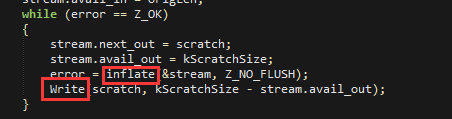 stream.avail_in = origLen;
while (error == Z_OK)
{
stream.next_out = scratch;
stream.avail_out = kScratchSize;
error = inflate(&stream, Z_NO_FLUSH);
Write(scratch, kScratchSize - stream.avail_out);
}